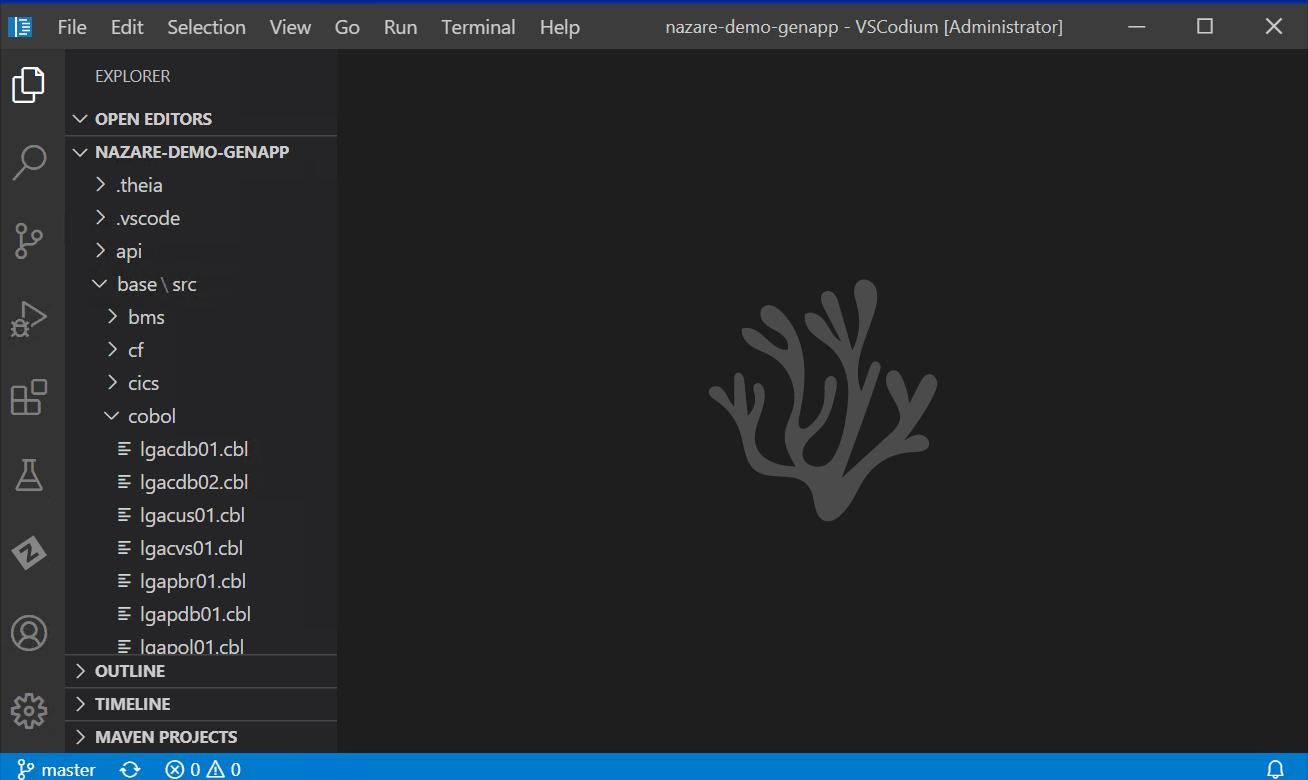 File Edit Selection View Go Run Terminal Help nazare-demo-genapp - VSCodium [Administrator]
EXPLORER
OPEN EDITORS
NAZARE-DEMO-GENAPP
.theia
.vscode
api
base\src
bms
cf
cics
cobol
lgacdb01.cbl
lgacdb02.cbl
lgacus01.cbl
lgacvs01.cbl
lgapbr01.cbl
lgapdb01.cbl
lgapol01.cbl
OUTLINE
TIMELINE
MAVEN PROJECTS
master 0 0